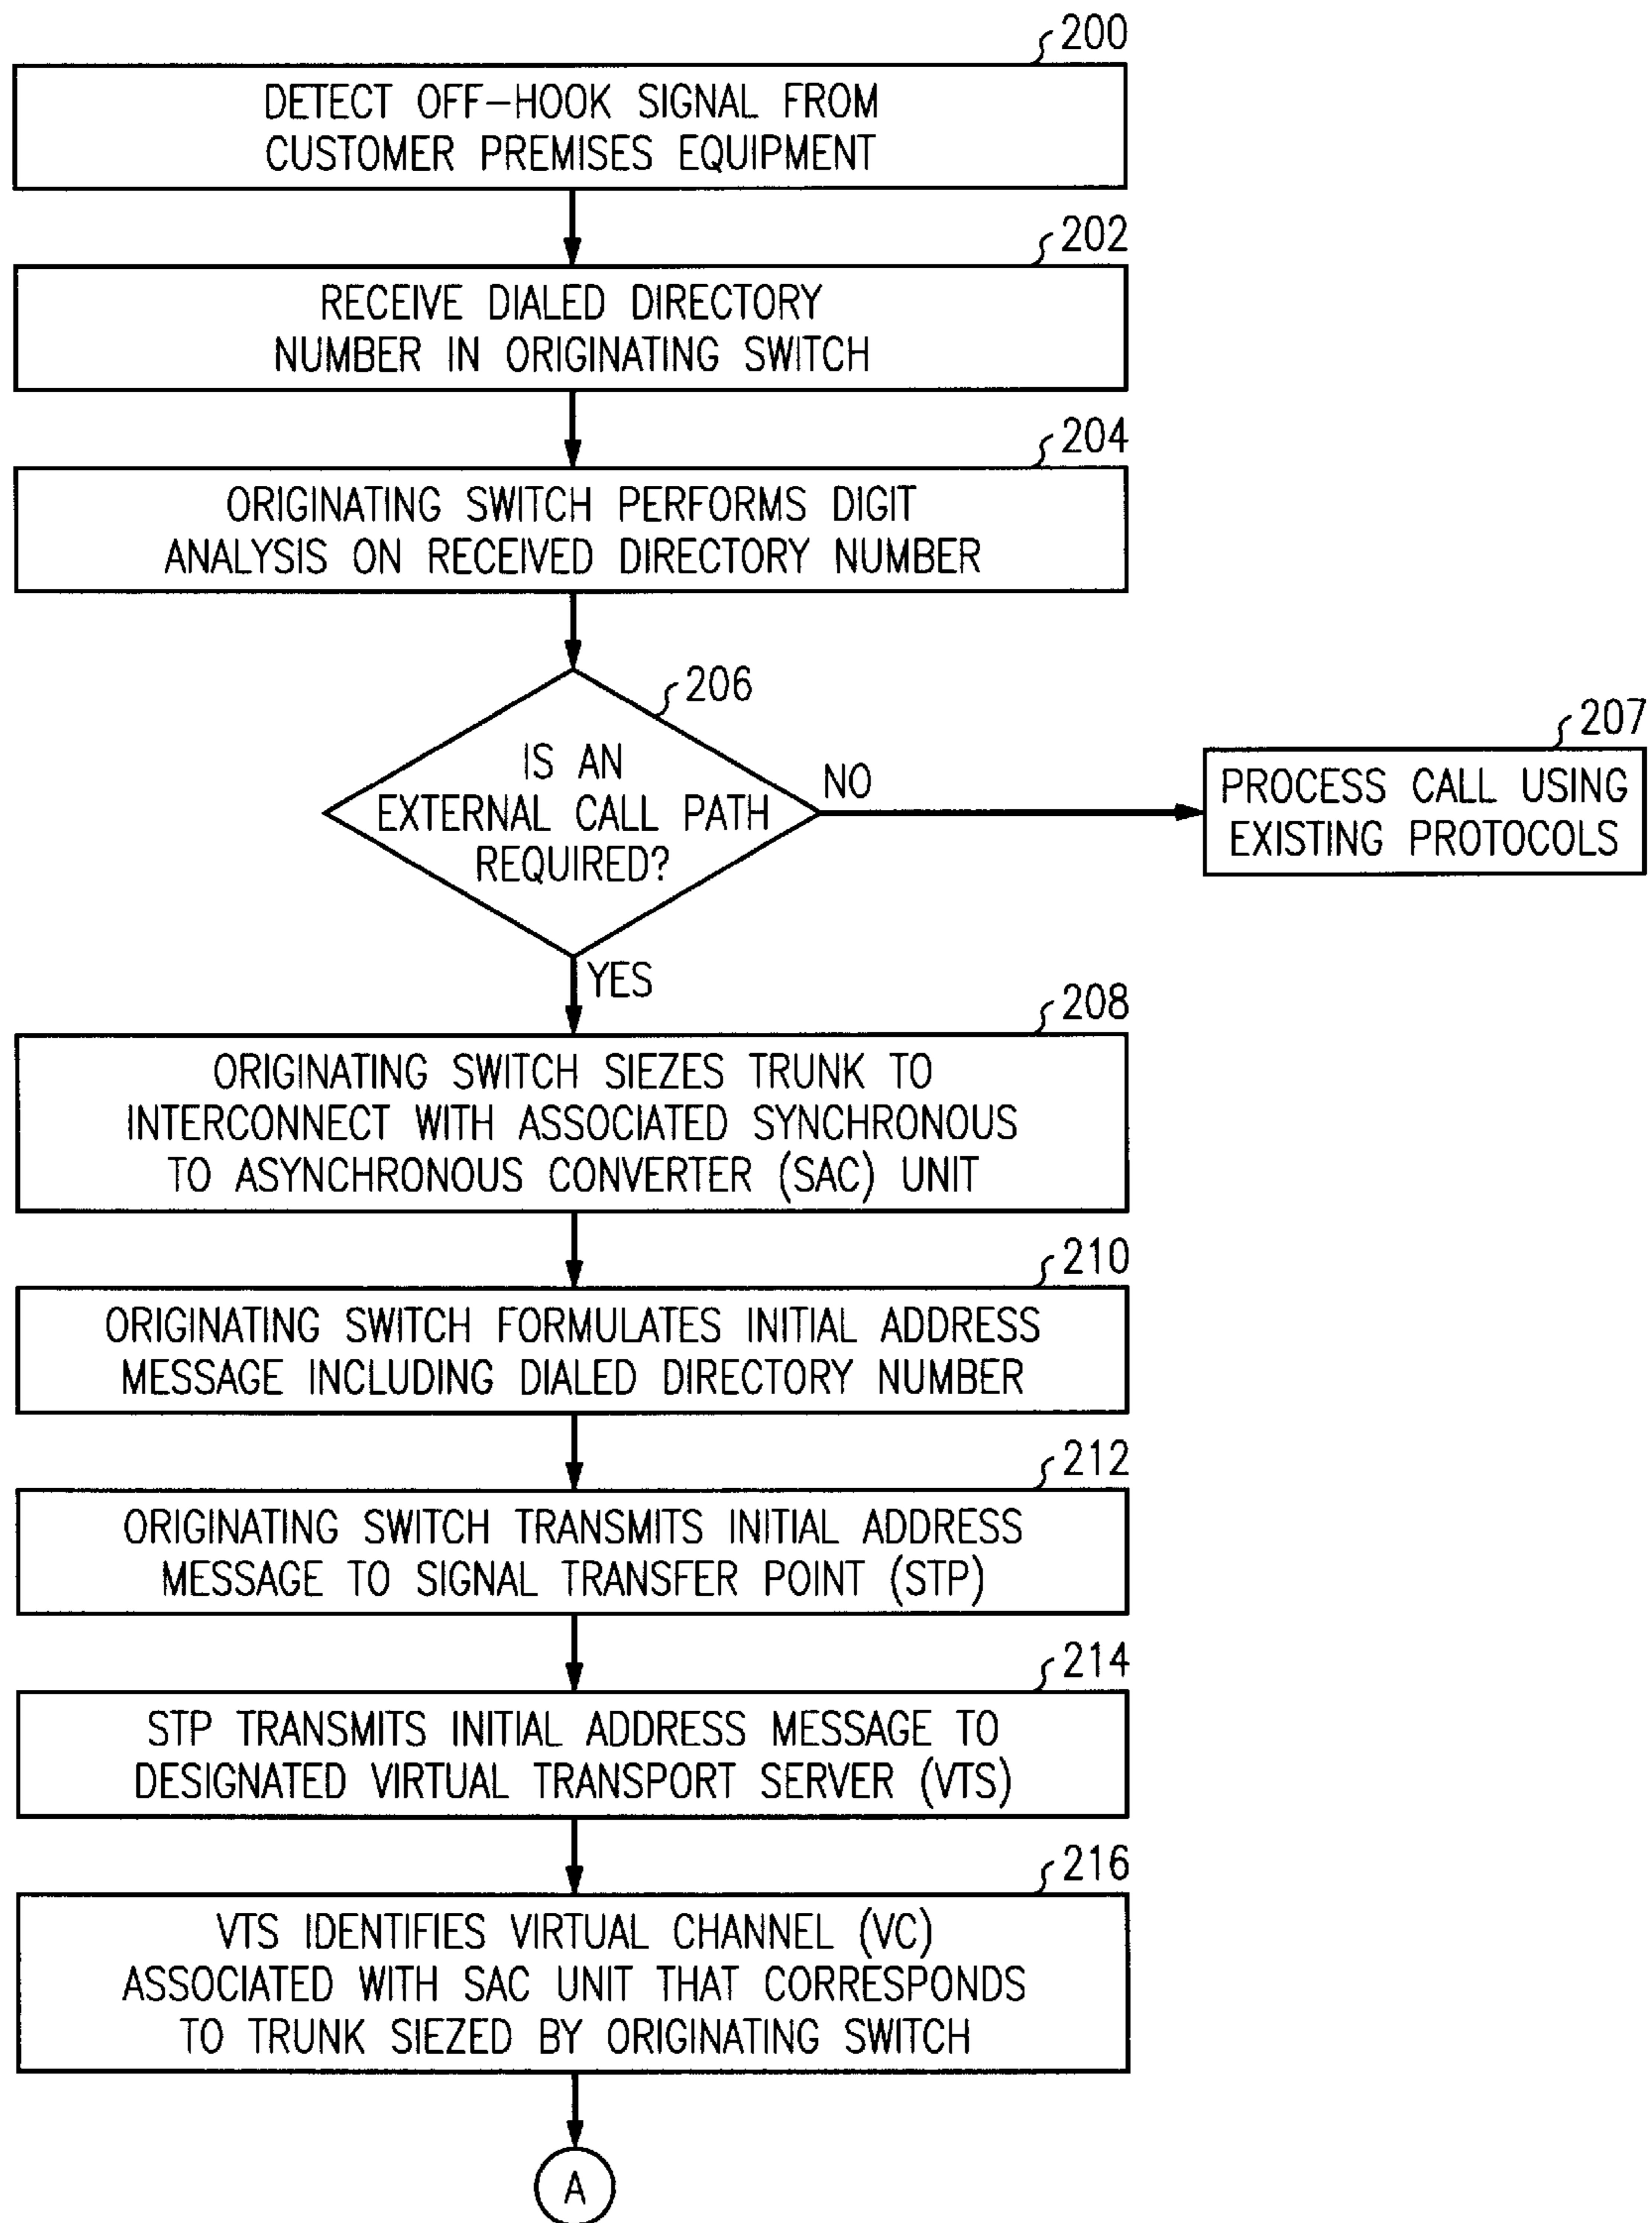 200
DETECT OFF-HOOK SIGNAL FROM
CUSTOMER PREMISES EQUIPMENT
202
RECEIVE DIALED DIRECTORY
NUMBER IN ORIGINATING SWITCH
204
ORIGINATING SWITCH PERFORMS DIGIT
ANALYSIS ON RECEIVED DIRECTORY NUMBER
206
IS AN
EXTERNAL CALL PATH
REQUIRED?
NO
207
PROCESS CALL USING
EXISTING PROTOCOLS
YES
208
ORIGINATING SWITCH SIEZES TRUNK TO
INTERCONNECT WITH ASSOCIATED SYNCHRONOUS
TO ASYNCHRONOUS CONVERTER (SAC) UNIT
210
ORIGINATING SWITCH FORMULATES INITIAL ADDRESS
MESSAGE INCLUDING DIALED DIRECTORY NUMBER
212
ORIGINATING SWITCH TRANSMITS INITIAL ADDRESS
MESSAGE TO SIGNAL TRANSFER POINT (STP)
214
STP TRANSMITS INITIAL ADDRESS MESSAGE TO
DESIGNATED VIRTUAL TRANSPORT SERVER (VTS)
216
VTS IDENTIFIES VIRTUAL CHANNEL (VC)
ASSOCIATED WITH SAC UNIT THAT CORRESPONDS
TO TRUNK SIEZED BY ORIGINATING SWITCH
A